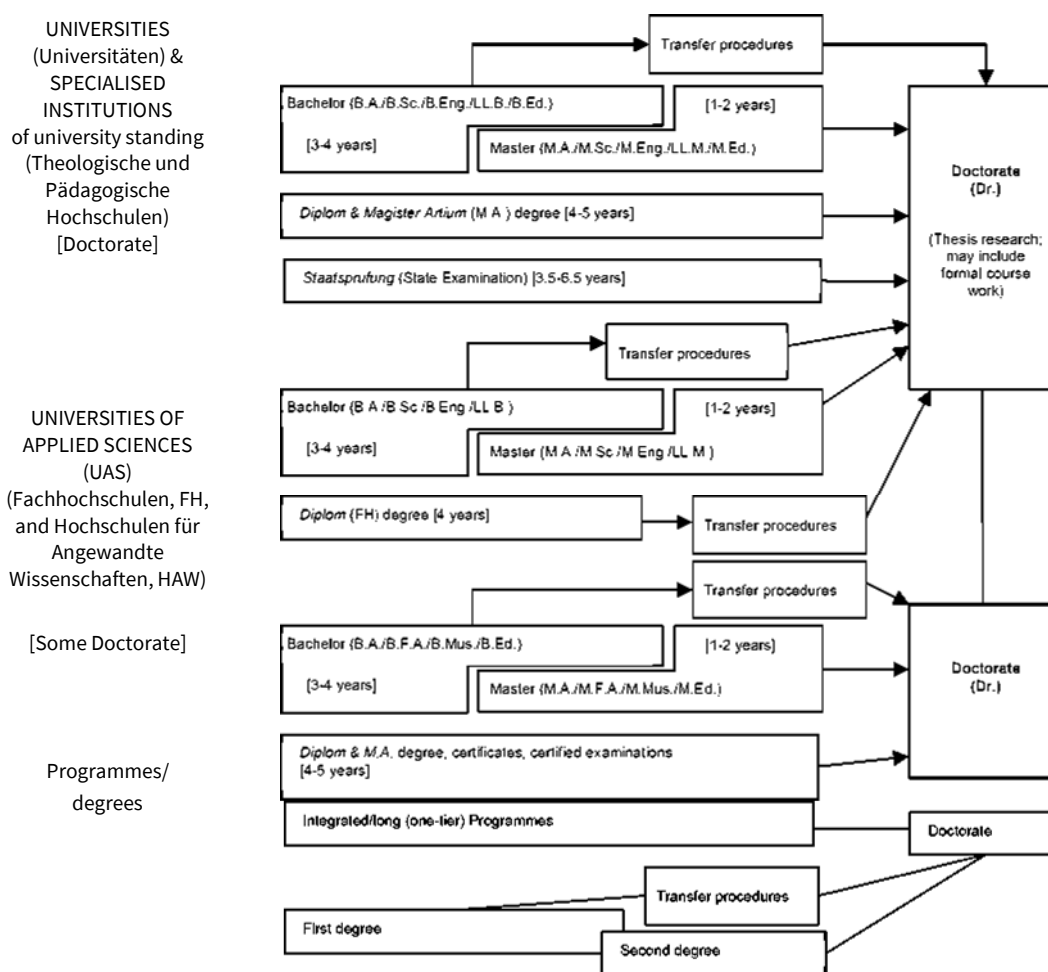 UNIVERSITIES
(Universitäten) &
SPECIALISED
INSTITUTIONS
of university standing
(Theologische und
Pädagogische
Hochschulen)
[Doctorate]
Transfer procedures
Bachelor (B.A./B.Sc./B.Eng./LL.B./B.Ed.)
[3-4 years]
[1-2 years]
Master (M.A./M.Sc./M.Eng./LL.M./M.Ed.)
Diplom & Magister Artium (M A ) degree [4-5 years]
Staatsprufung (State Examination) [3.5-6.5 years]
Doctorate
(Dr.)
(Thesis research;
may include
formal course
work)
UNIVERSITIES OF
APPLIED SCIENCES
(UAS)
(Fachhochschulen, FH,
and Hochschulen für
Angewandte
Wissenschaften, HAW)
[Some Doctorate]
Transfer procedures
Bachelor (B A /B Sc /B Eng /LL B )
[3-4 years]
[1-2 years]
Master (M A /M Sc /M Eng /LL M )
Diplom (FH) degree [4 years]
Transfer procedures
Transfer procedures
Bachelor (B.A./B.F.A./B.Mus./B.Ed.)
[3-4 years]
[1-2 years]
Master (M.A./M.F.A./M.Mus./M.Ed.)
Diplom & M.A. degree, certificates, certified examinations
[4-5 years]
Doctorate
(Dr.)
Programmes/
degrees
Integrated/long (one-tier) Programmes
Doctorate
Transfer procedures
First degree
Second degree